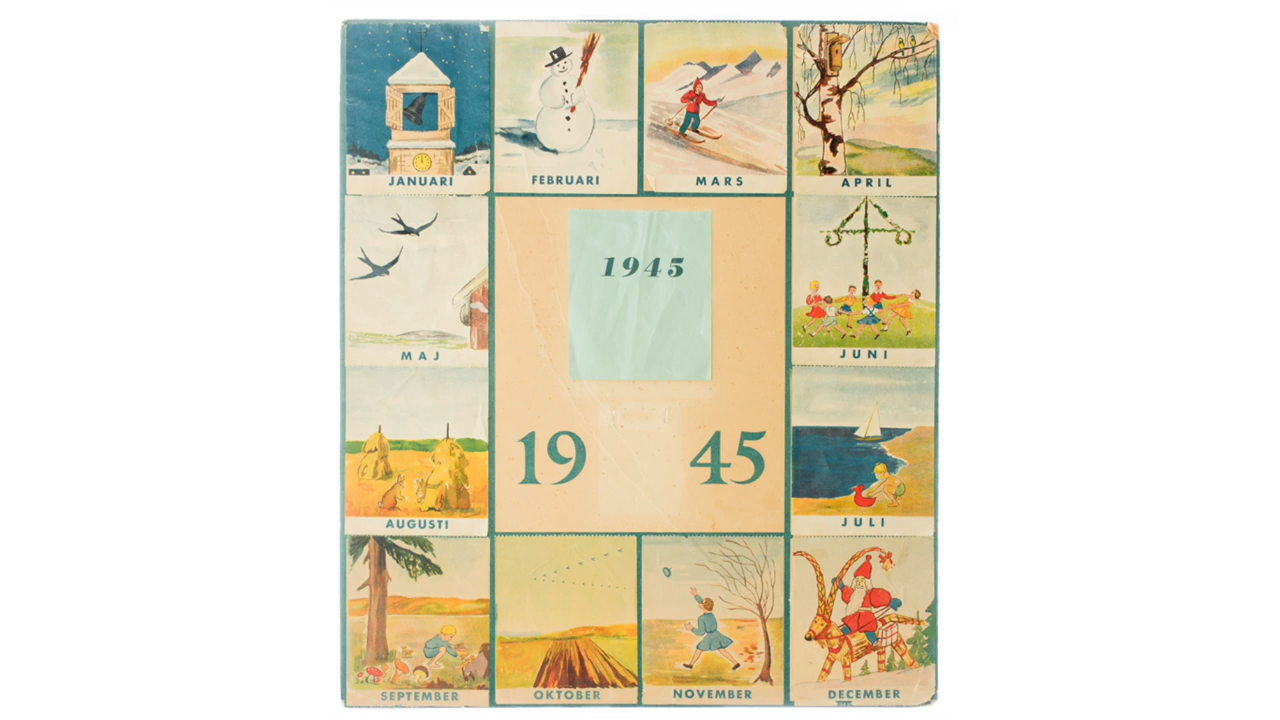 JANUARI
FEBRUARI
MARS
APRIL
MAJ
1945
JUNI
19 45
AUGUSTI
JULI
SEPTEMBER
OKTOBER
NOVEMBER
DECEMBER